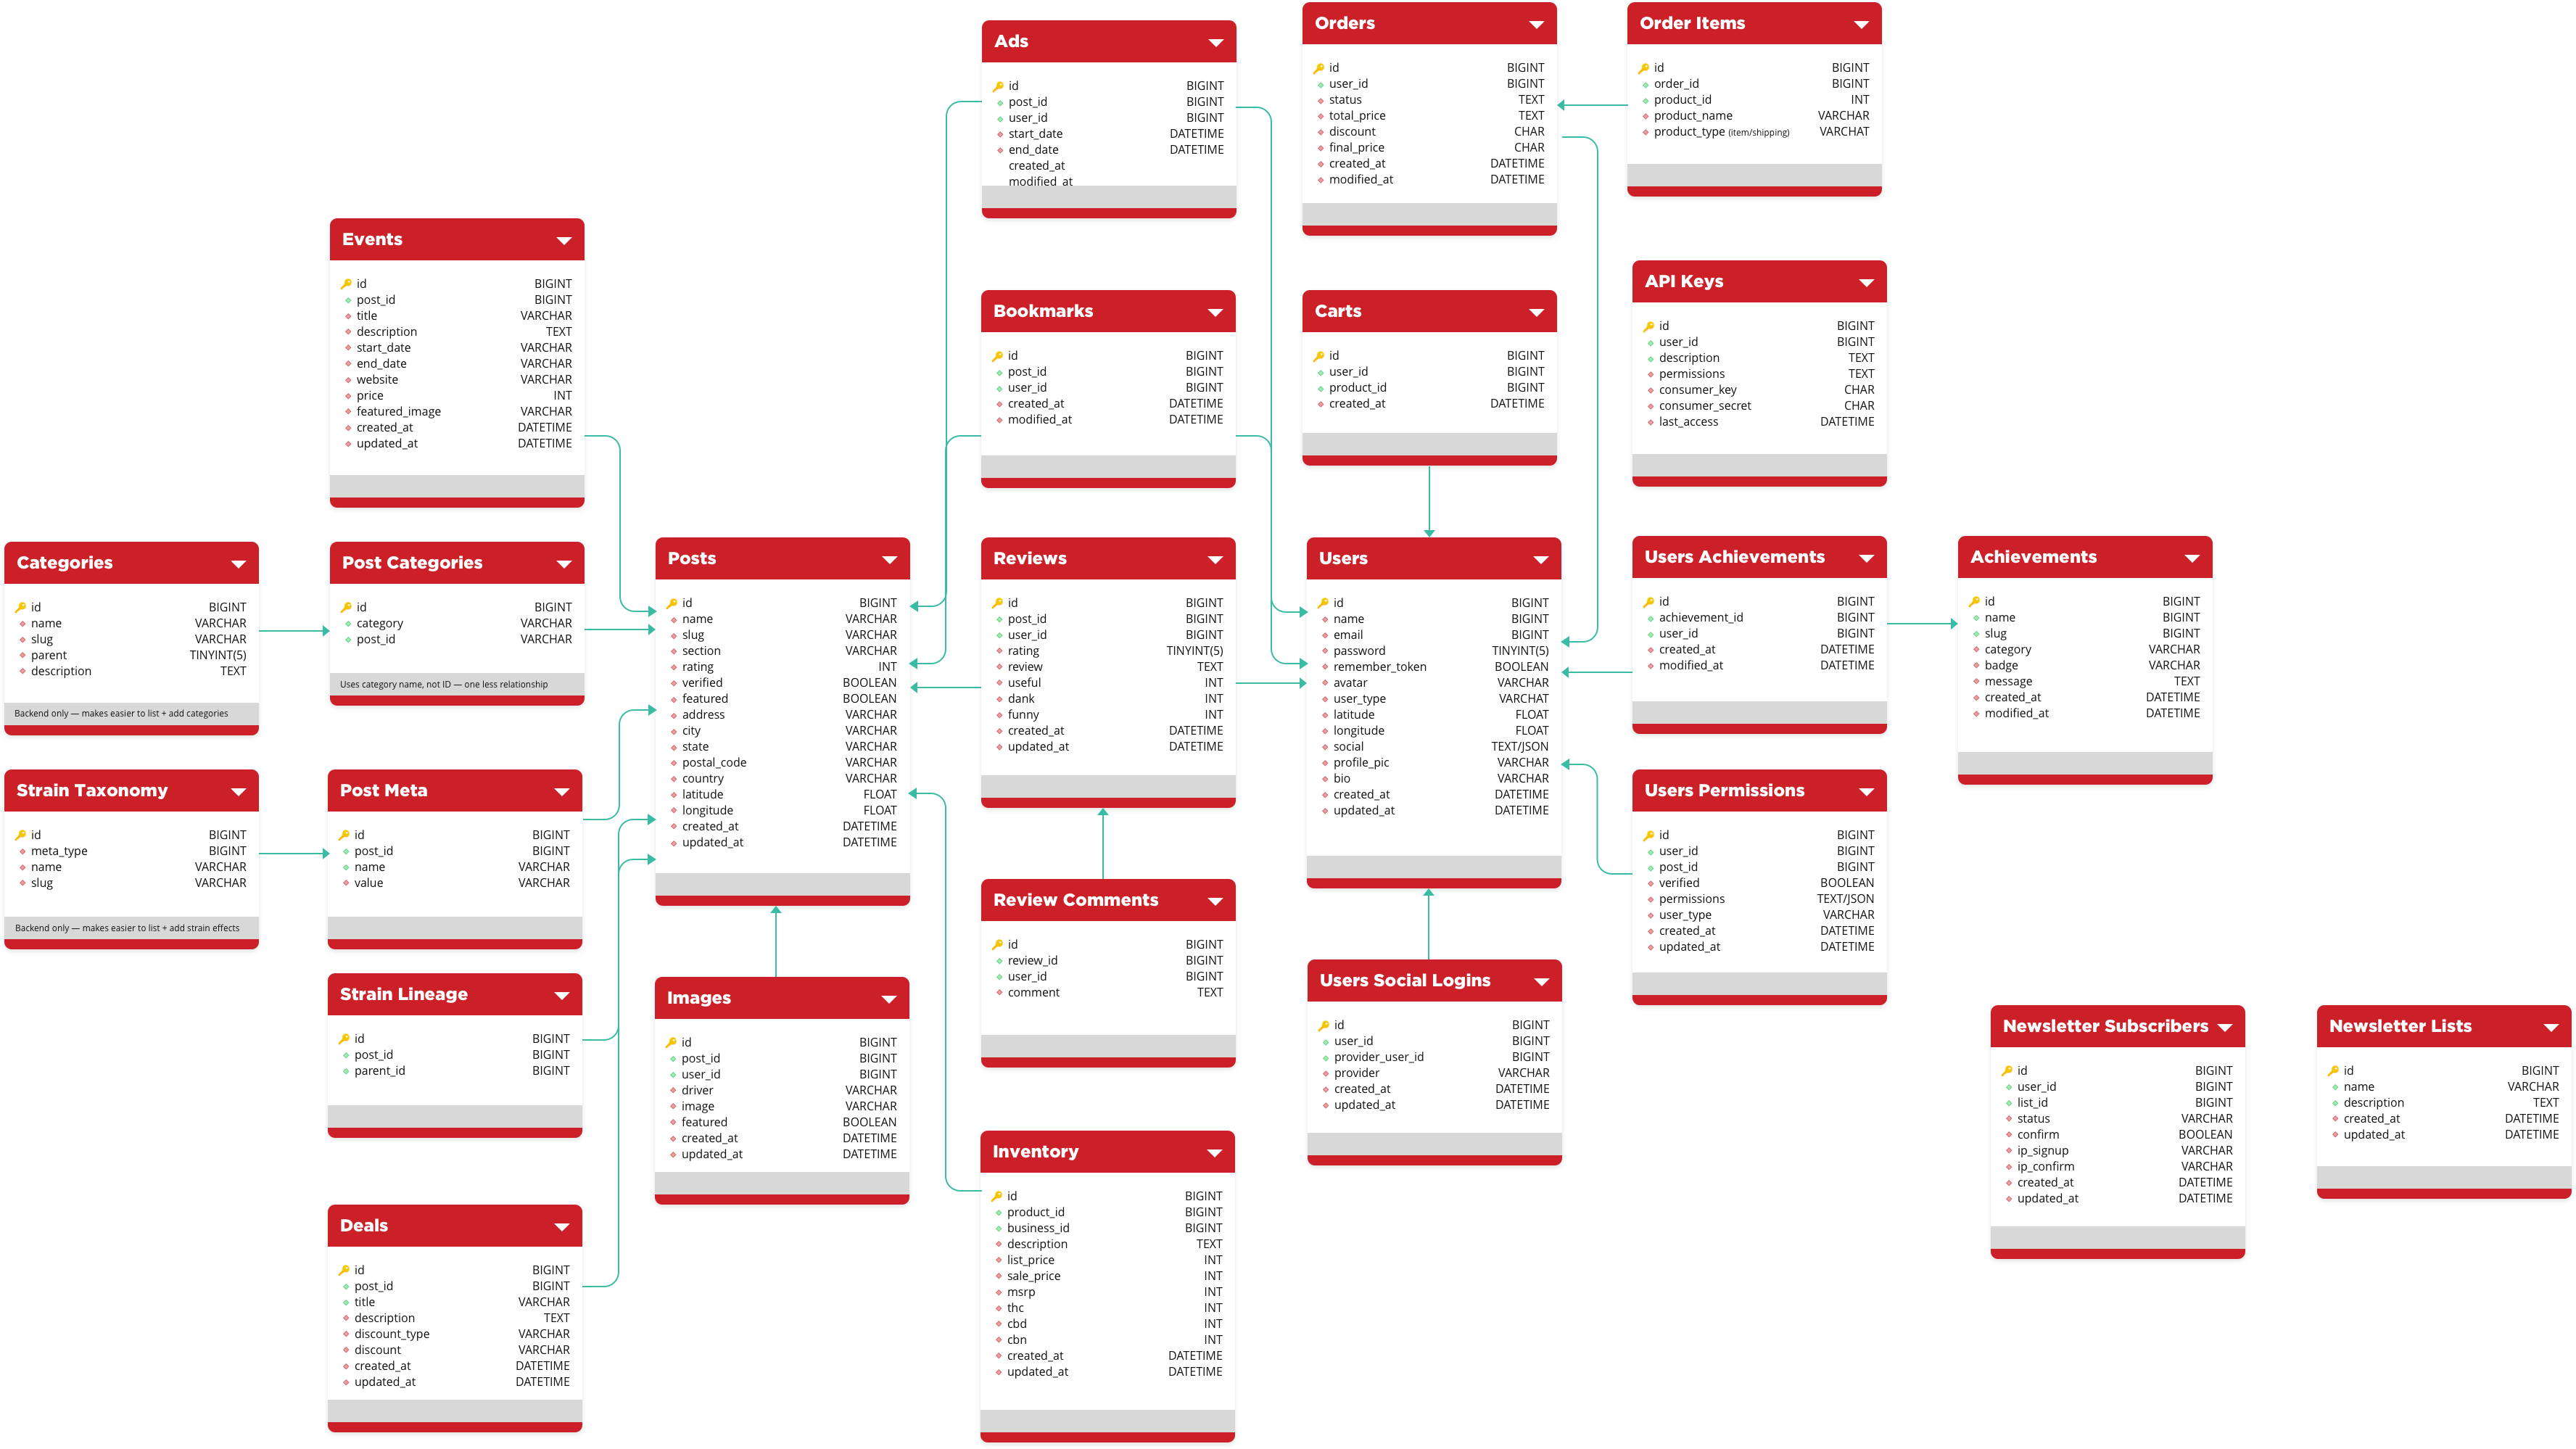 Ads
id BIGINT
post_id BIGINT
user_id BIGINT
start_date DATETIME
end_date DATETIME
created_at
modified_at
Orders
id BIGINT
user_id BIGINT
status TEXT
total_price TEXT
discount CHAR
final_price CHAR
created_at DATETIME
modified_at DATETIME
Order Items
id BIGINT
order_id BIGINT
product_id INT
product_name VARCHAR
product_type (item/shipping) VARCHAT
Events
id BIGINT
post_id BIGINT
title VARCHAR
description TEXT
start_date VARCHAR
end_date VARCHAR
website VARCHAR
price INT
featured_image VARCHAR
created_at DATETIME
updated_at DATETIME
Bookmarks
id BIGINT
post_id BIGINT
user_id BIGINT
created_at DATETIME
modified_at DATETIME
Carts
id BIGINT
user_id BIGINT
product_id BIGINT
created_at DATETIME
API Keys
id BIGINT
user_id BIGINT
description TEXT
permissions TEXT
consumer_key CHAR
consumer_secret CHAR
last_access DATETIME
Categories
id BIGINT
name VARCHAR
slug VARCHAR
parent TINYINT(5)
description TEXT
Backend only — makes easier to list + add categories
Post Categories
id BIGINT
category VARCHAR
post_id VARCHAR
Uses category name, not ID — one less relationship
Posts
id BIGINT
name VARCHAR
slug VARCHAR
section VARCHAR
rating INT
verified BOOLEAN
featured BOOLEAN
address VARCHAR
city VARCHAR
state VARCHAR
postal_code VARCHAR
country VARCHAR
latitude FLOAT
longitude FLOAT
created_at DATETIME
updated_at DATETIME
Reviews
id BIGINT
post_id BIGINT
user_id BIGINT
rating TINYINT(5)
review TEXT
useful INT
dank INT
funny INT
created_at DATETIME
updated_at DATETIME
Users
id BIGINT
name BIGINT
email BIGINT
password TINYINT(5)
remember_token BOOLEAN
avatar VARCHAR
user_type VARCHAT
latitude FLOAT
longitude FLOAT
social TEXT/JSON
profile_pic VARCHAR
bio VARCHAR
created_at DATETIME
updated_at DATETIME
Users Achievements
id BIGINT
achievement_id BIGINT
user_id BIGINT
created_at DATETIME
modified_at DATETIME
Achievements
id BIGINT
name BIGINT
slug BIGINT
category VARCHAR
badge VARCHAR
message TEXT
created_at DATETIME
modified_at DATETIME
Strain Taxonomy
id BIGINT
meta_type BIGINT
name VARCHAR
slug VARCHAR
Backend only — makes easier to list + add strain effects
Post Meta
id BIGINT
post_id BIGINT
name VARCHAR
value VARCHAR
Users Permissions
id BIGINT
user_id BIGINT
post_id BIGINT
verified BOOLEAN
permissions TEXT/JSON
user_type VARCHAR
created_at DATETIME
updated_at DATETIME
Review Comments
id BIGINT
review_id BIGINT
user_id BIGINT
comment TEXT
Strain Lineage
id BIGINT
post_id BIGINT
parent_id BIGINT
Images
id BIGINT
post_id BIGINT
user_id BIGINT
driver VARCHAR
image VARCHAR
featured BOOLEAN
created_at DATETIME
updated_at DATETIME
Users Social Logins
id BIGINT
user_id BIGINT
provider_user_id BIGINT
provider VARCHAR
created_at DATETIME
updated_at DATETIME
Newsletter Subscribers
id BIGINT
user_id BIGINT
list_id BIGINT
status VARCHAR
confirm BOOLEAN
ip_signup VARCHAR
ip_confirm VARCHAR
created_at DATETIME
updated_at DATETIME
Newsletter Lists
id BIGINT
name VARCHAR
description TEXT
created_at DATETIME
updated_at DATETIME
Deals
id BIGINT
post_id BIGINT
title VARCHAR
description TEXT
discount_type VARCHAR
discount VARCHAR
created_at DATETIME
updated_at DATETIME
Inventory
id BIGINT
product_id BIGINT
business_id BIGINT
description TEXT
list_price INT
sale_price INT
msrp INT
thc INT
cbd INT
cbn INT
created_at DATETIME
updated_at DATETIME